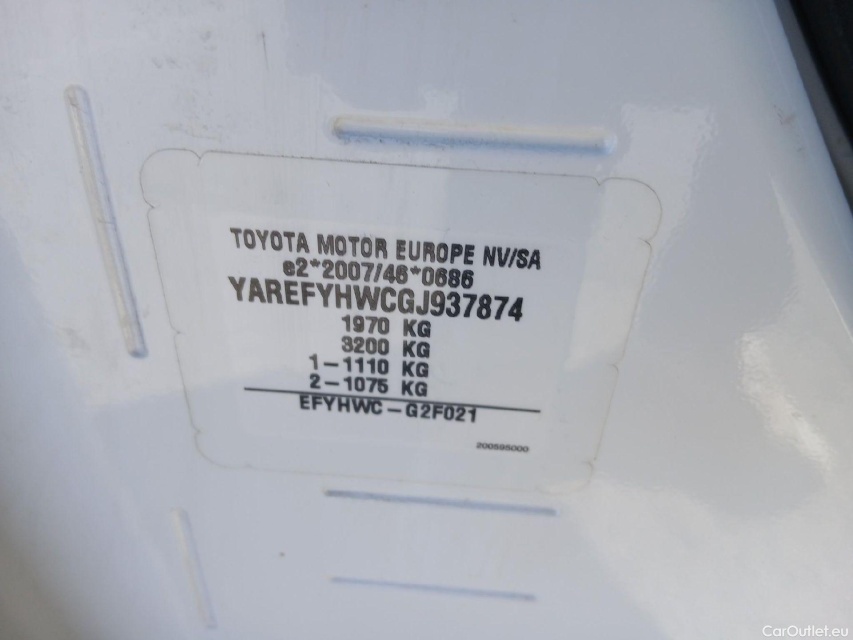 TOYOTA MOTOR EUROPE NV/SA
e2*2007/46*0686
YAREFYHWCGJ937874
1970 KG
3200 KG
1-1110 KG
2-1075 KG
EFYHWC-G2F021
200595000
CarOutlet.eu